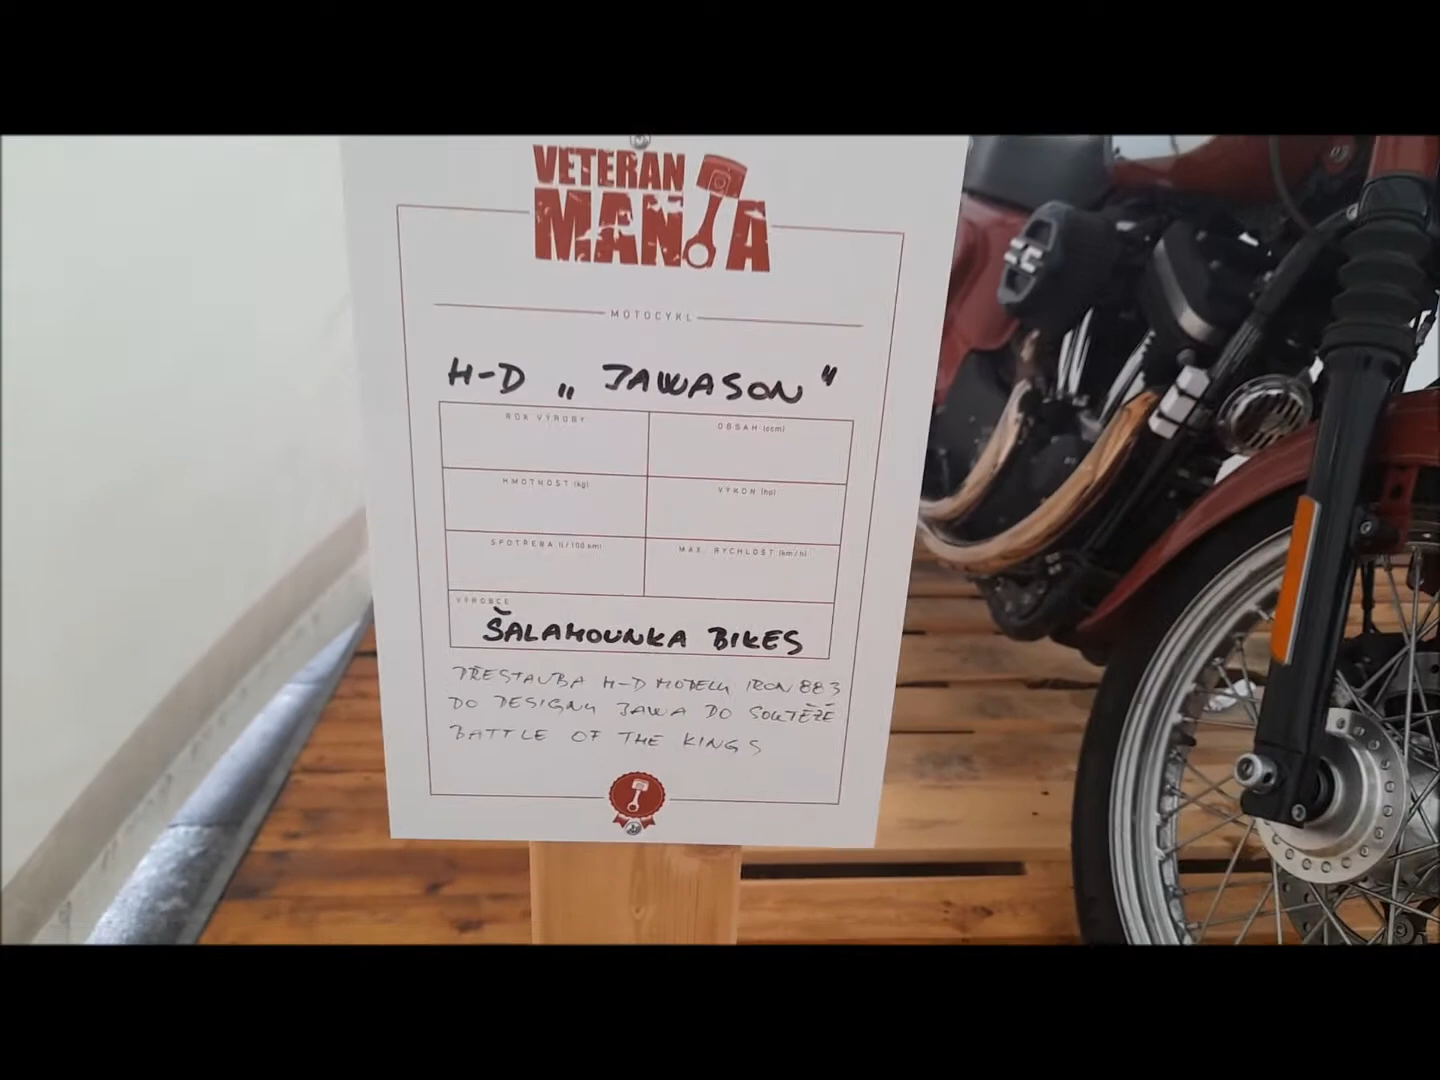 VETERAN
MANIA
MOTOCYKL
H-D „JAWASON"
ROK VÝROBY
OBSAH (ccm)
HMOTNOST (kg)
VÝKON (hp)
SPOTŘEBA (l/100 km)
MAX. RYCHLOST (km/h)
VÝROBCE
ŠALAMOUNKA BIKES
PŘESTAVBA H-D MODELU IRON 883
DO DESIGNU JAWA DO SOUTĚŽE
BATTLE OF THE KINGS